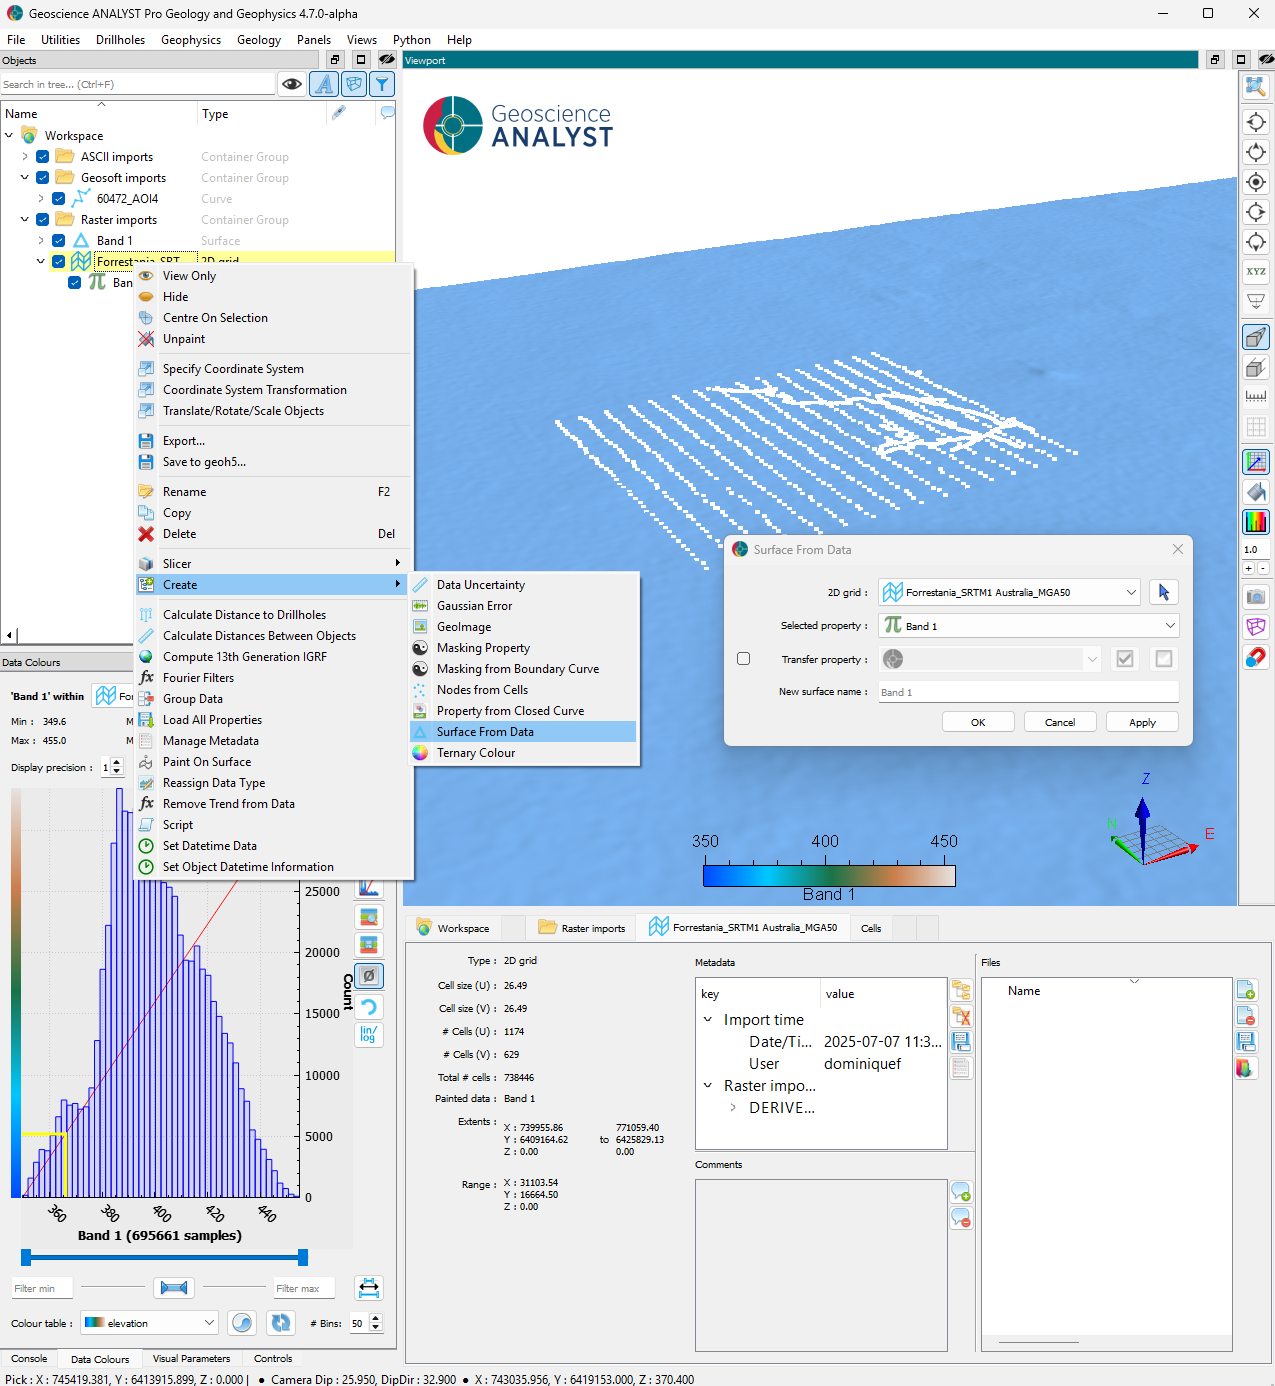 Geoscience ANALYST Pro Geology and Geophysics 4.7.0-alpha
File Utilities Drillholes Geophysics Geology Panels Views Python Help
Objects
Viewport
Search in tree... (Ctrl+F)
Name Type
Workspace
ASCII imports Container Group
Geosoft imports Container Group
60472_AOI4 Curve
Raster imports Container Group
Band 1 Surface
Forrestania_SRT... 2D grid
Ban
View Only
Hide
Centre On Selection
Unpaint
Specify Coordinate System
Coordinate System Transformation
Translate/Rotate/Scale Objects
Export...
Save to geoh5...
Rename F2
Copy
Delete Del
Slicer
Create
Calculate Distance to Drillholes
Calculate Distances Between Objects
Compute 13th Generation IGRF
Fourier Filters
Group Data
Load All Properties
Manage Metadata
Paint On Surface
Reassign Data Type
Remove Trend from Data
Script
Set Datetime Data
Set Object Datetime Information
Data Uncertainty
Gaussian Error
GeoImage
Masking Property
Masking from Boundary Curve
Nodes from Cells
Property from Closed Curve
Surface From Data
Ternary Colour
Geoscience
ANALYST
Surface From Data
2D grid : Forrestania_SRTM1 Australia_MGA50
Selected property : Band 1
Transfer property :
New surface name : Band 1
OK Cancel Apply
Z
N
E
350 400 450
Band 1
XYZ
1.0
+ -
Data Colours
'Band 1' within For
Min : 349.6 M
Max : 455.0 M
Display precision : 1
25000
20000
15000
10000
5000
0
Count
360 380 400 420 440
Band 1 (695661 samples)
lin/
log
Filter min Filter max
Colour table : elevation # Bins: 50
Console Data Colours Visual Parameters Controls
Workspace Raster imports Forrestania_SRTM1 Australia_MGA50 Cells
Type : 2D grid
Cell size (U) : 26.49
Cell size (V) : 26.49
# Cells (U) : 1174
# Cells (V) : 629
Total # cells : 738446
Painted data : Band 1
Extents : X : 739955.86 771059.40
Y : 6409164.62 to 6425829.13
Z : 0.00 0.00
Range : X : 31103.54
Y : 16664.50
Z : 0.00
Metadata
key value
Import time
Date/Ti... 2025-07-07 11:3...
User dominiquef
Raster impo...
DERIVE...
Comments
Files
Name
Pick : X : 745419.381, Y : 6413915.899, Z : 0.000 | ● Camera Dip : 25.950, DipDir : 32.900 ● X : 743035.956, Y : 6419153.000, Z : 370.400